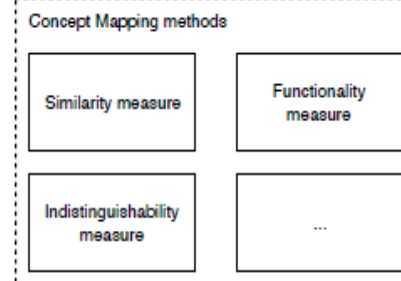 Concept Mapping methods
Similarity measure
Functionality
measure
Indistinguishability
measure
...